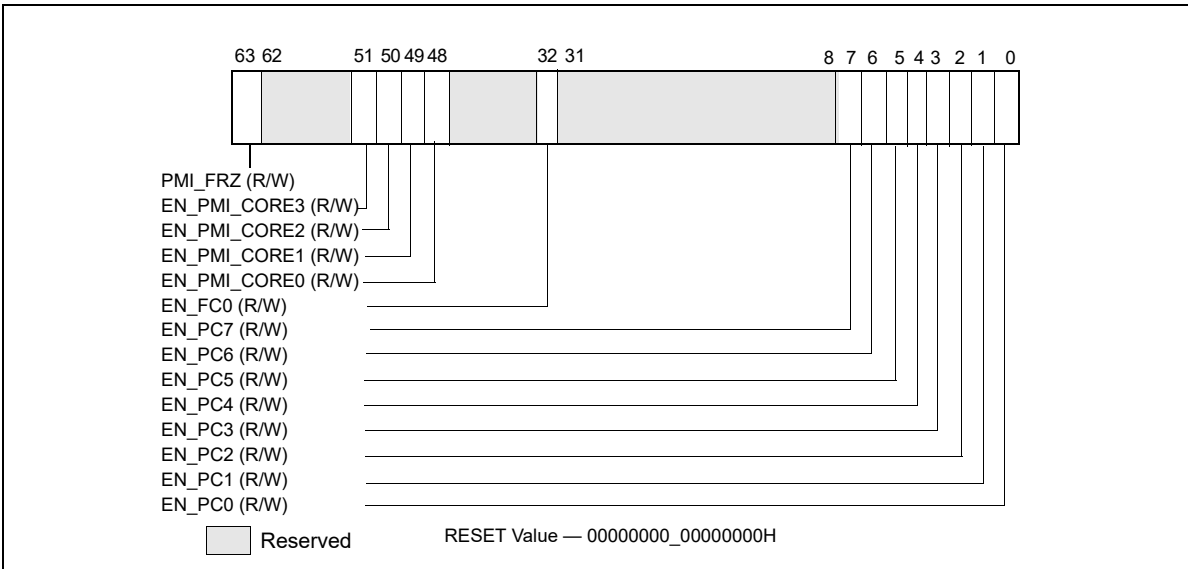 63 62 51 50 49 48 32 31 8 7 6 5 4 3 2 1 0
PMI_FRZ (R/W)
EN_PMI_CORE3 (R/W)
EN_PMI_CORE2 (R/W)
EN_PMI_CORE1 (R/W)
EN_PMI_CORE0 (R/W)
EN_FC0 (R/W)
EN_PC7 (R/W)
EN_PC6 (R/W)
EN_PC5 (R/W)
EN_PC4 (R/W)
EN_PC3 (R/W)
EN_PC2 (R/W)
EN_PC1 (R/W)
EN_PC0 (R/W)
Reserved RESET Value — 00000000_00000000H